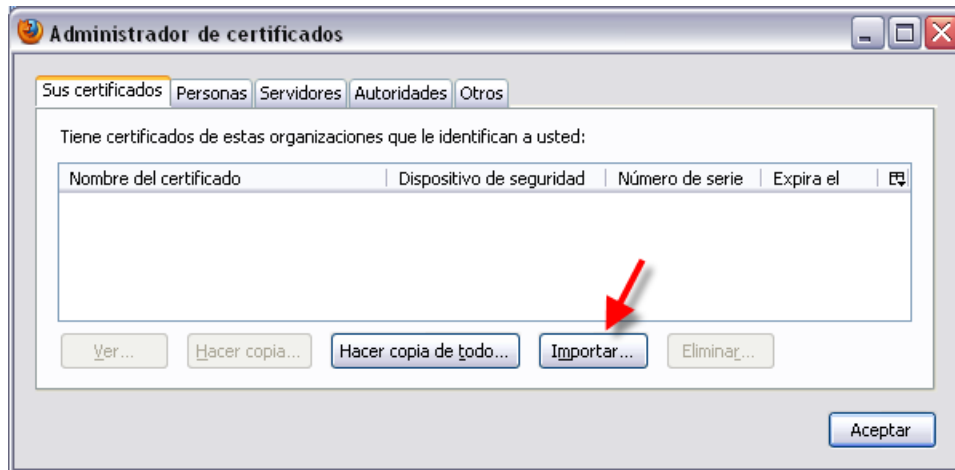 Administrador de certificados
Sus certificados Personas Servidores Autoridades Otros
Tiene certificados de estas organizaciones que le identifican a usted:
Nombre del certificado Dispositivo de seguridad Número de serie Expira el
Ver... Hacer copia... Hacer copia de todo... Importar... Eliminar...
Aceptar